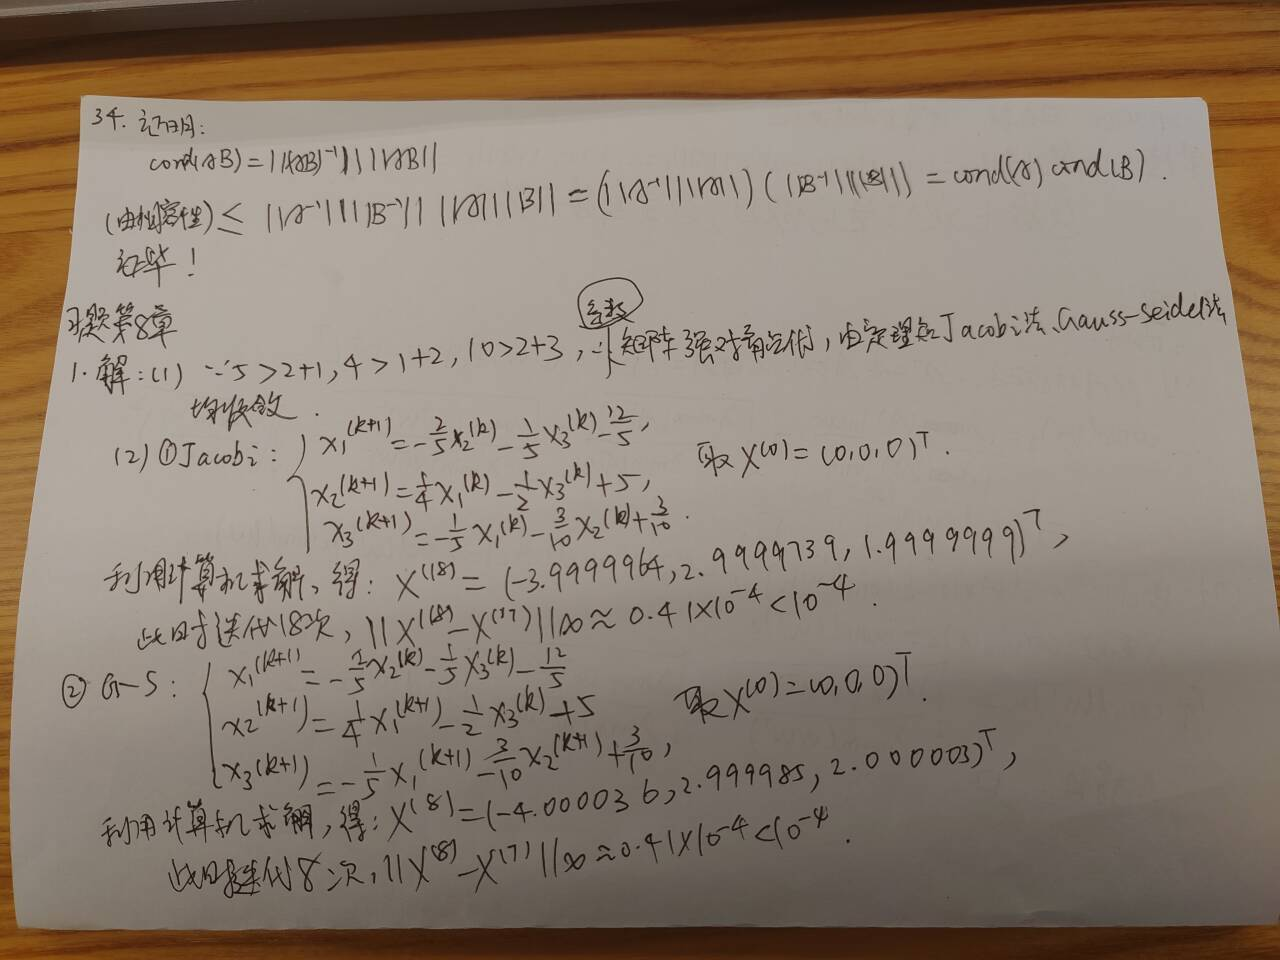 34. 证明:
cond(AB)=||(AB)^{-1}|| ||AB||
(由相容性) ≤ ||A^{-1}|| ||B^{-1}|| ||A|| ||B|| = (||A^{-1}|| ||A||) (||B^{-1}|| ||B||) = cond(A) cond(B).
证毕!
习题第8章
1. 解:(1) ∵5>2+1, 4>1+2, 10>2+3, ∴系数矩阵强对角占优, 由定理知Jacobi法、Gauss-Seidel法
均收敛.
(2) ①Jacobi: { x₁^{(k+1)} = -2/5 x₂^{(k)} - 1/5 x₃^{(k)} - 12/5,
x₂^{(k+1)} = 1/4 x₁^{(k)} - 1/2 x₃^{(k)} + 5, 取X^{(0)}=(0,0,0)^T.
x₃^{(k+1)} = -1/5 x₁^{(k)} - 3/10 x₂^{(k)} + 3/10.
利用计算机求解, 得: X^{(18)} = (-3.9999964, 2.9999739, 1.9999999)^T,
此时迭代18次, ||X^{(18)} - X^{(17)}||∞ ≈ 0.41×10^{-4} < 10^{-4}.
② G-S: { x₁^{(k+1)} = -2/5 x₂^{(k)} - 1/5 x₃^{(k)} - 12/5
x₂^{(k+1)} = 1/4 x₁^{(k+1)} - 1/2 x₃^{(k)} + 5 取X^{(0)}=(0,0,0)^T.
x₃^{(k+1)} = -1/5 x₁^{(k+1)} - 3/10 x₂^{(k+1)} + 3/10,
利用计算机求解, 得: X^{(8)} = (-4.000036, 2.999985, 2.000003)^T,
此时迭代8次, ||X^{(8)} - X^{(7)}||∞ ≈ 0.41×10^{-4} < 10^{-4}.